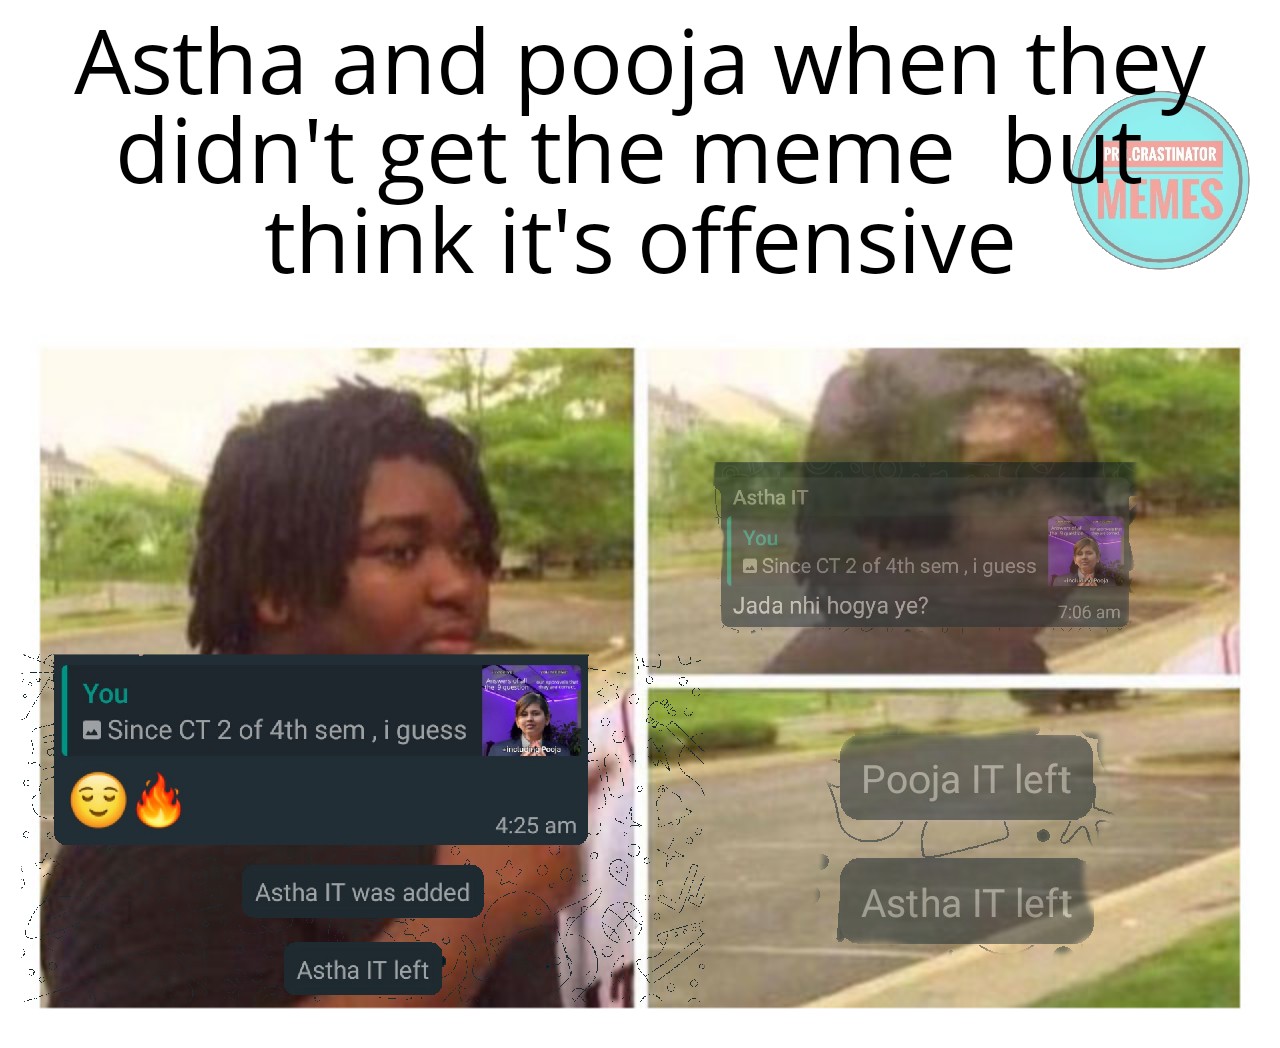 Astha and pooja when they
didn't get the meme but
think it's offensive
MEMES
Astha IT
You
Since CT 2 of 4th sem , i guess
Jada nhi hogya ye?
7:06 am
You
Since CT 2 of 4th sem , i guess
-including Pooja
😌🔥
4:25 am
Astha IT was added
Astha IT left
Pooja IT left
Astha IT left